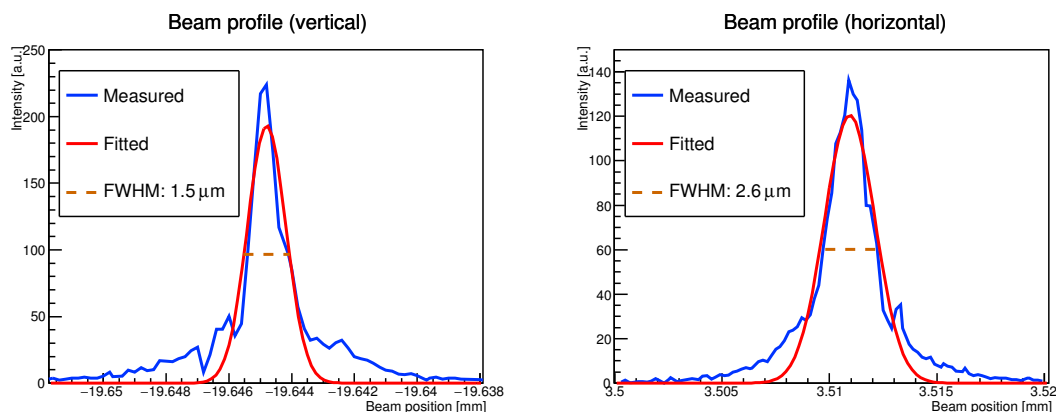 Beam profile (vertical)
Intensity [a.u.]
250
200
150
100
50
0
Measured
Fitted
FWHM: 1.5 μm
−19.65
−19.648
−19.646
−19.644
−19.642
−19.64
−19.638
Beam position [mm]
Beam profile (horizontal)
Intensity [a.u.]
140
120
100
80
60
40
20
0
Measured
Fitted
FWHM: 2.6 μm
3.5
3.505
3.51
3.515
3.52
Beam position [mm]